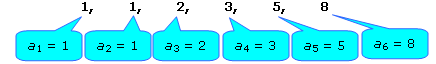 1, 1, 2, 3, 5, 8
a₁ = 1 a₂ = 1 a₃ = 2 a₄ = 3 a₅ = 5 a₆ = 8